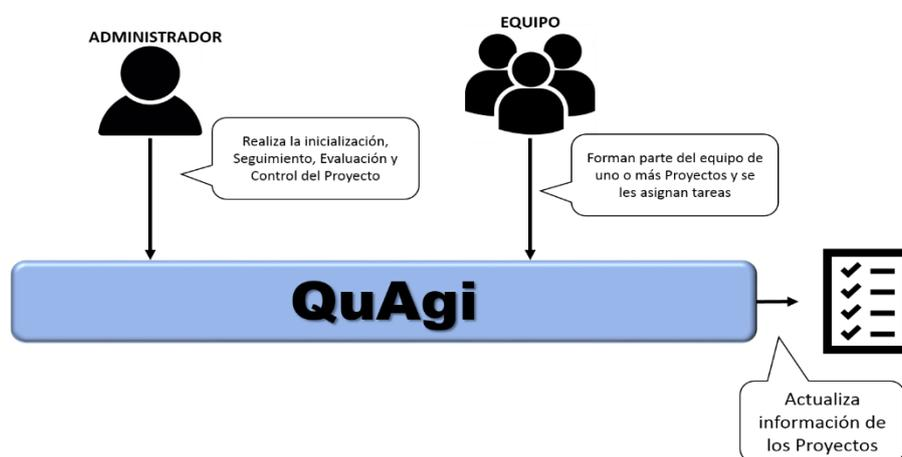 ADMINISTRADOR
EQUIPO
Realiza la inicialización,
Seguimiento, Evaluación y
Control del Proyecto
Forman parte del equipo de
uno o más Proyectos y se
les asignan tareas
QuAgi
Actualiza
información de
los Proyectos